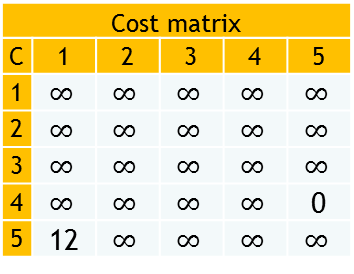 Cost matrix
C 1 2 3 4 5
1 ∞ ∞ ∞ ∞ ∞
2 ∞ ∞ ∞ ∞ ∞
3 ∞ ∞ ∞ ∞ ∞
4 ∞ ∞ ∞ ∞ 0
5 12 ∞ ∞ ∞ ∞